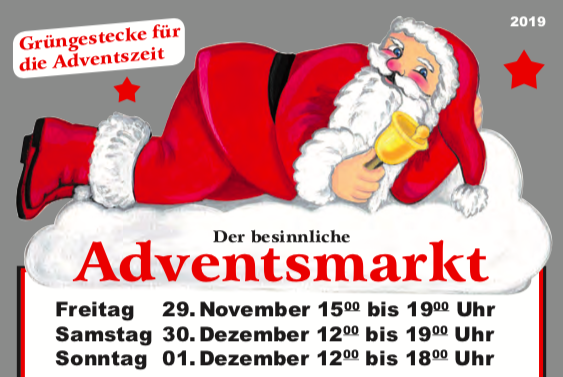 2019
Grüngestecke für
die Adventszeit
Der besinnliche
Adventsmarkt
Freitag 29. November 15⁰⁰ bis 19⁰⁰ Uhr
Samstag 30. Dezember 12⁰⁰ bis 19⁰⁰ Uhr
Sonntag 01. Dezember 12⁰⁰ bis 18⁰⁰ Uhr